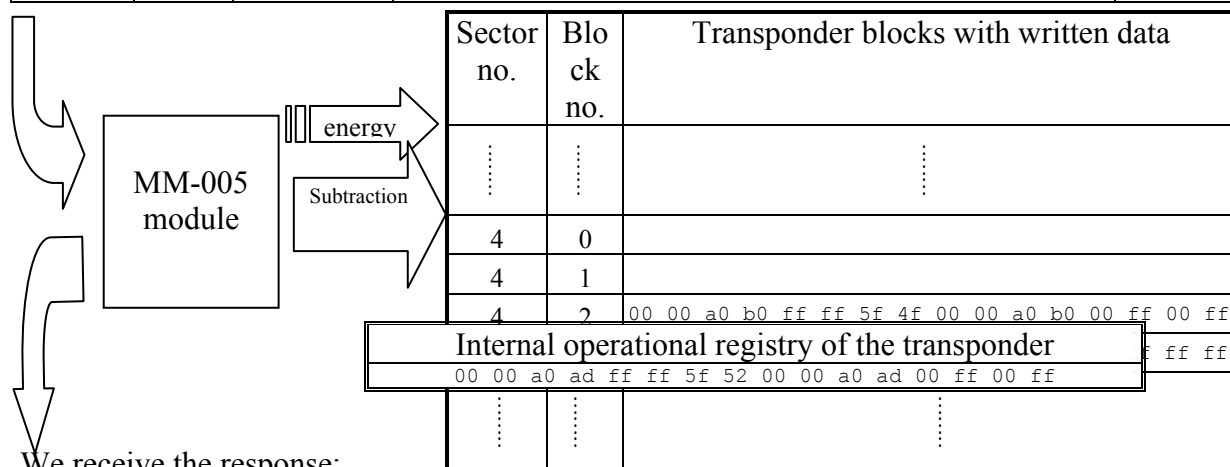 Sector no.
Blo
ck
no.
Transponder blocks with written data
energy
MM-005
module
Subtraction
4 0
4 1
4 2 00 00 a0 b0 ff ff 5f 4f 00 00 a0 b0 00 ff 00 ff
Internal operational registry of the transponder
ff ff
00 00 a0 ad ff ff 5f 52 00 00 a0 ad 00 ff 00 ff
We receive the response: